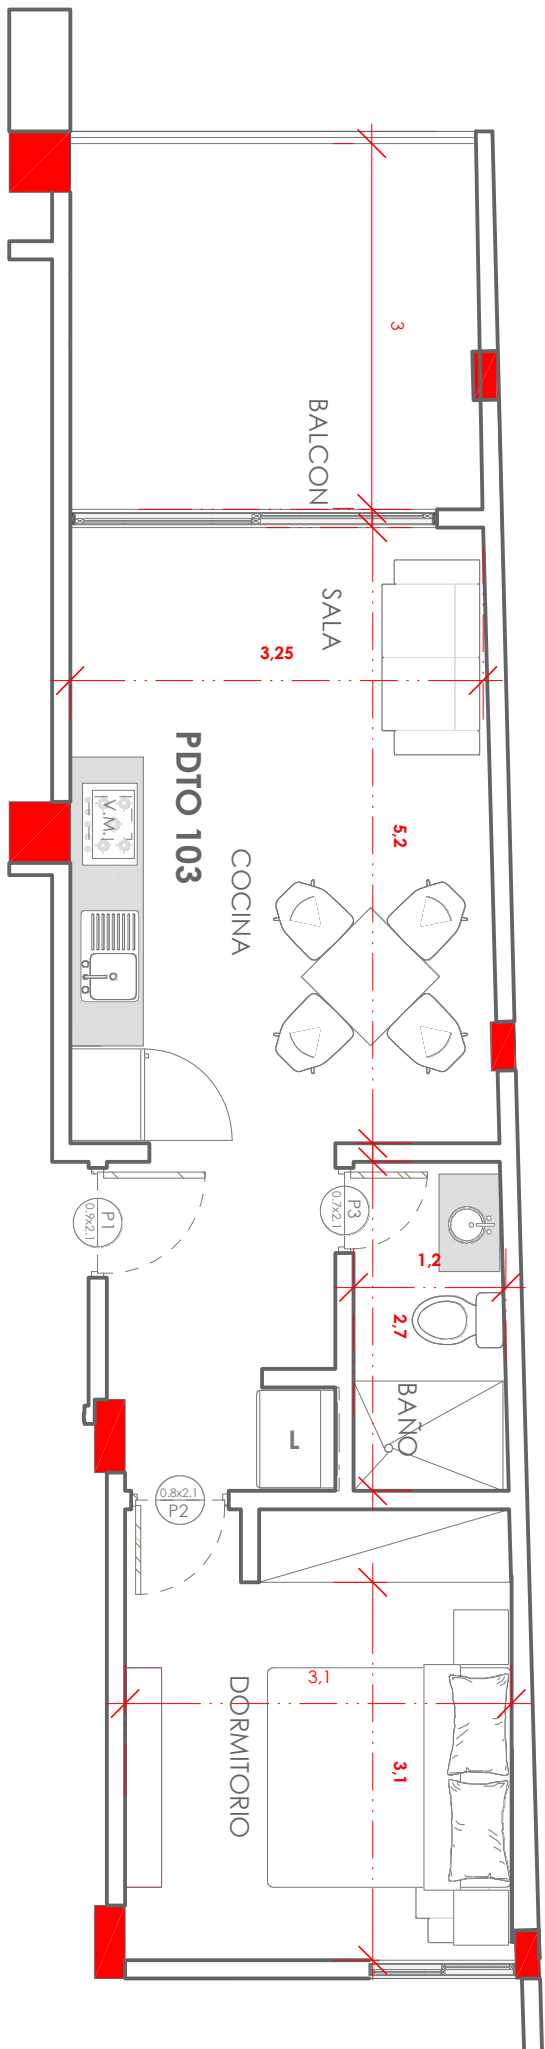 3
BALCON
SALA
3,25
PDTO 103
V.M.
5,2
COCINA
P1
0.9x2.1
P3
0.7x2.1
1,2
2,7
BAÑO
L
0.8x2.1
P2
3,1
DORMITORIO
3,1